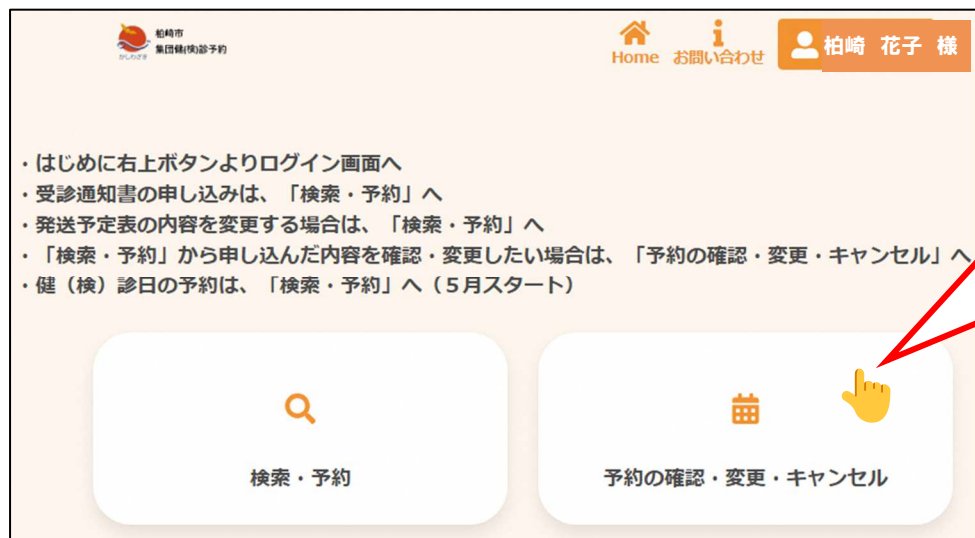 柏崎市
集団健(検)診予約
かしわざき
Home
お問い合わせ
柏崎 花子 様
・はじめに右上ボタンよりログイン画面へ
・受診通知書の申し込みは、「検索・予約」へ
・発送予定表の内容を変更する場合は、「検索・予約」へ
・「検索・予約」から申し込んだ内容を確認・変更したい場合は、「予約の確認・変更・キャンセル」へ
・健（検）診日の予約は、「検索・予約」へ（５月スタート）
検索・予約
予約の確認・変更・キャンセル